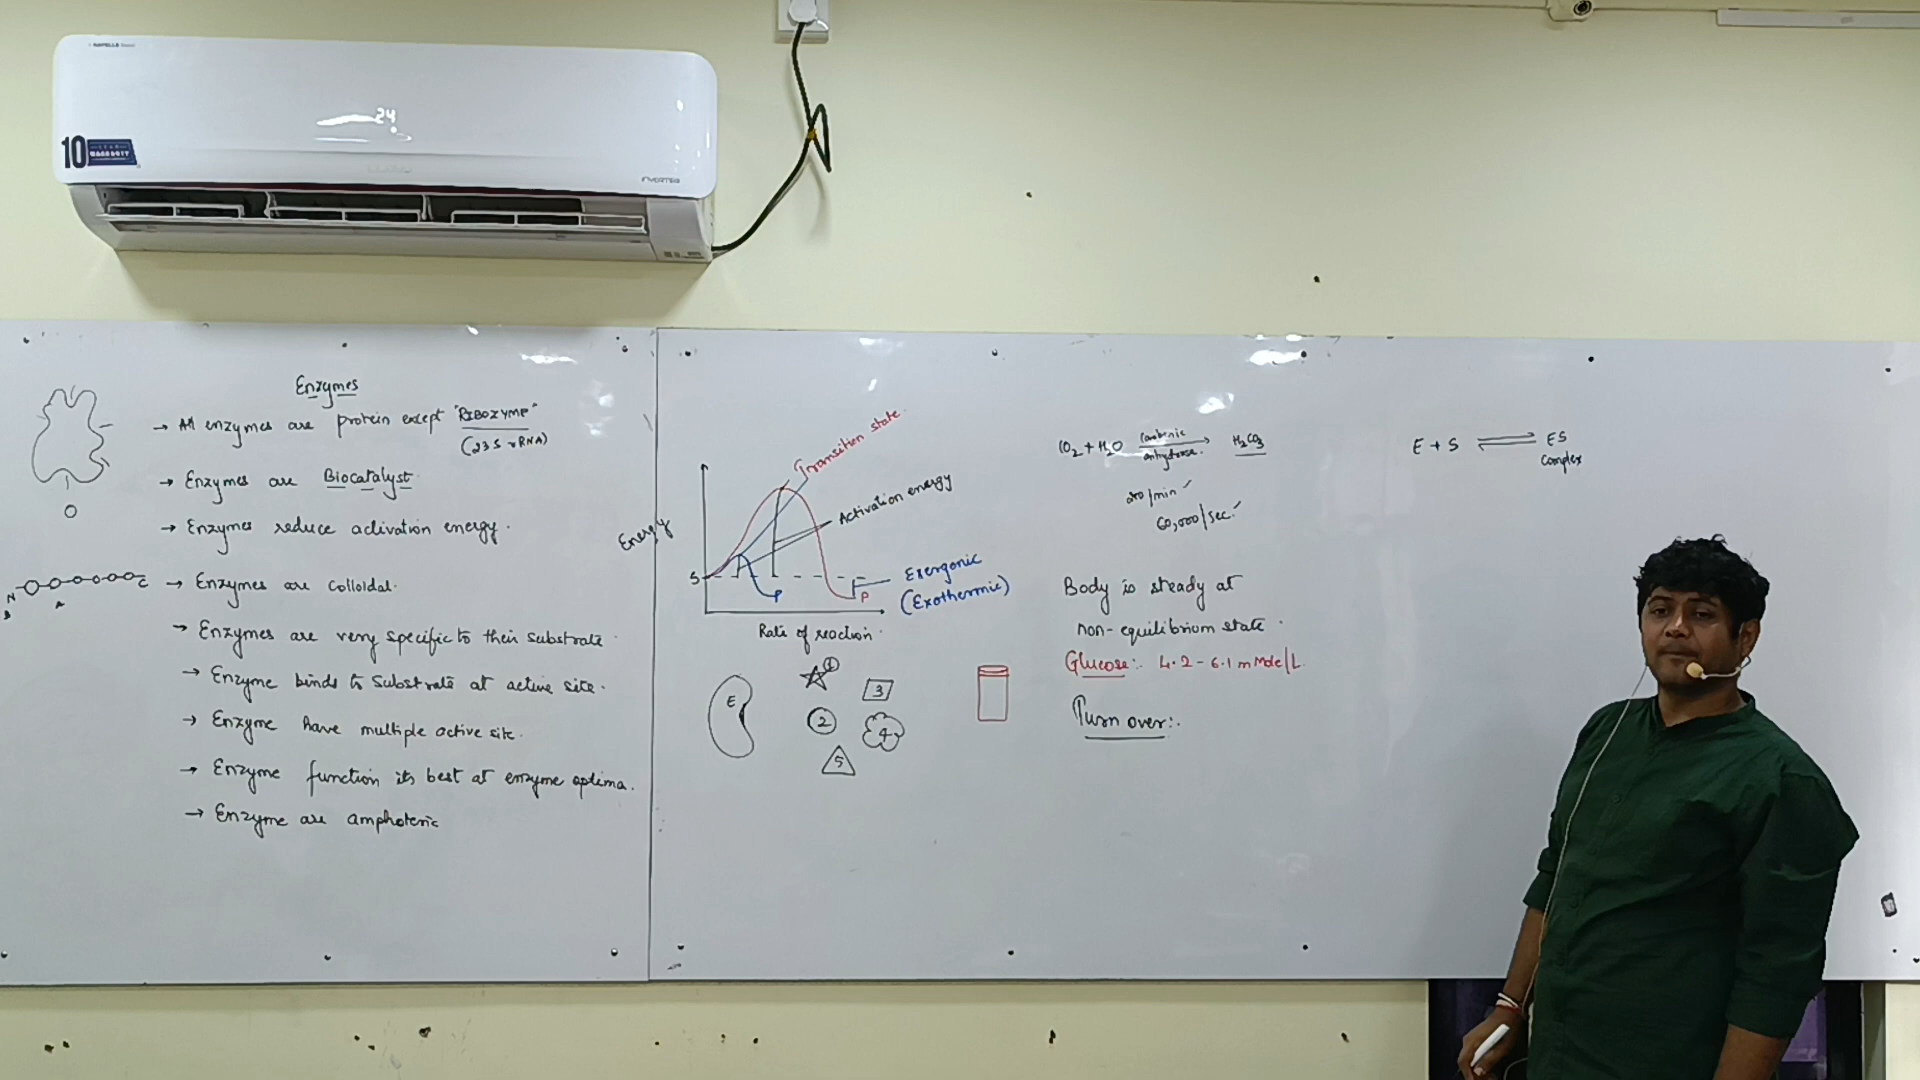 HAVELLS
24
10
WARRANTY
INVERTER
Enzymes
→ All enzymes are protein except "RIBOZYME"
(23S rRNA)
→ Enzymes are Biocatalyst.
→ Enzymes reduce activation energy.
N C
→ Enzymes are colloidal.
→ Enzymes are very specific to their substrate.
→ Enzyme binds to substrate at active site.
→ Enzyme have multiple active site.
→ Enzyme function its best at enzyme optima.
→ Enzyme are amphoteric
Transition state
Activation energy
Energy
S
P
P
Exergonic
(Exothermic)
Rate of reaction
E
1
2
3
4
5
CO2 + H2O carbonic anhydrase H2CO3
200/min ✓
60,000/sec. ✓
Body is steady at
non-equilibrium state.
Glucose:. 4.2-6.1 mMole/L.
Turn over:.
E + S ⇌ ES
Complex